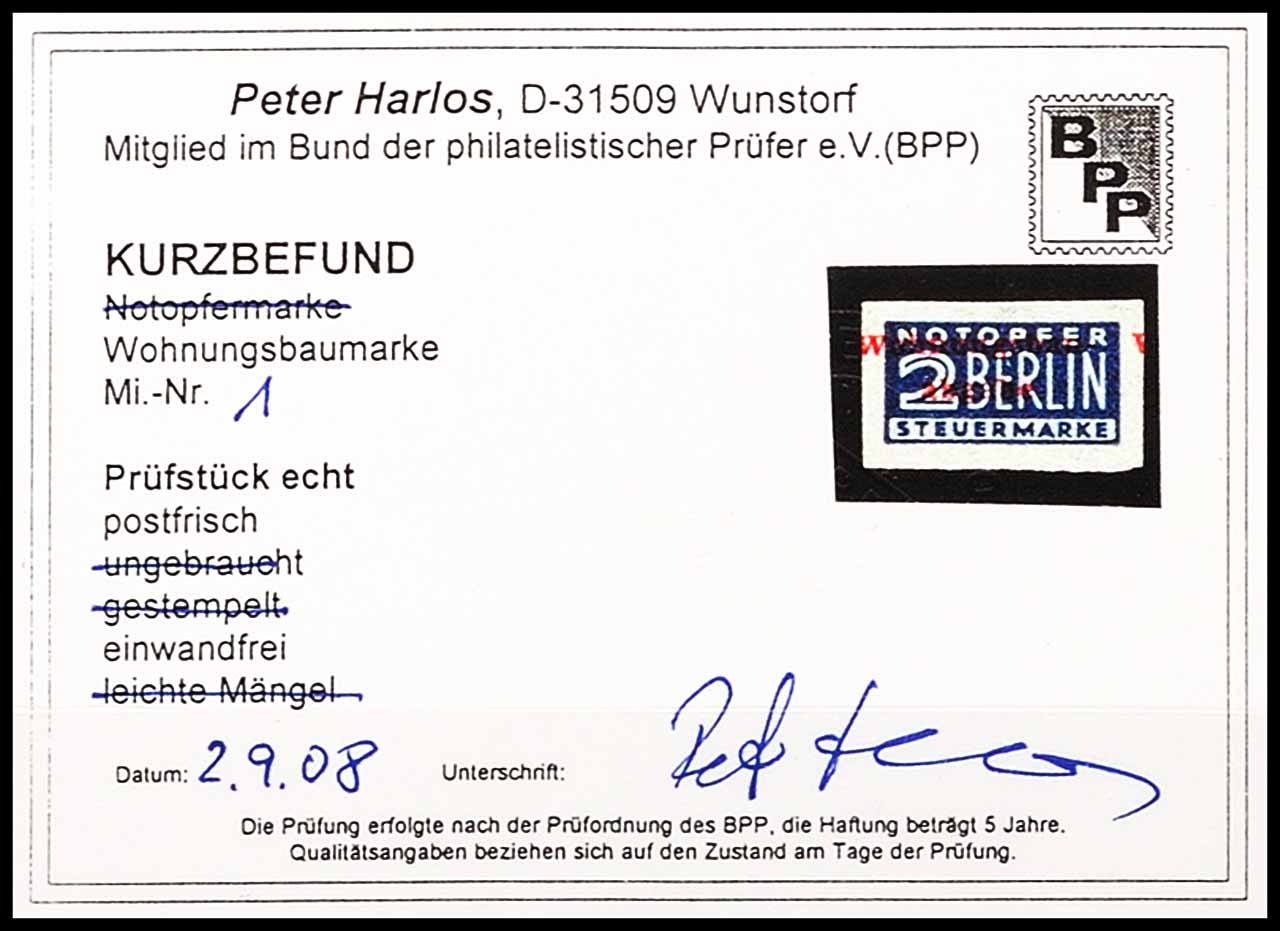 Peter Harlos, D-31509 Wunstorf
Mitglied im Bund der philatelistischer Prüfer e.V.(BPP)
BPP
KURZBEFUND
Notopfermarke
Wohnungsbaumarke
Mi.-Nr. 1
NOTOPFER
2 BERLIN
STEUERMARKE
Prüfstück echt
postfrisch
ungebraucht
gestempelt
einwandfrei
leichte Mängel
Datum: 2.9.08 Unterschrift:
Die Prüfung erfolgte nach der Prüfordnung des BPP, die Haftung beträgt 5 Jahre.
Qualitätsangaben beziehen sich auf den Zustand am Tage der Prüfung.